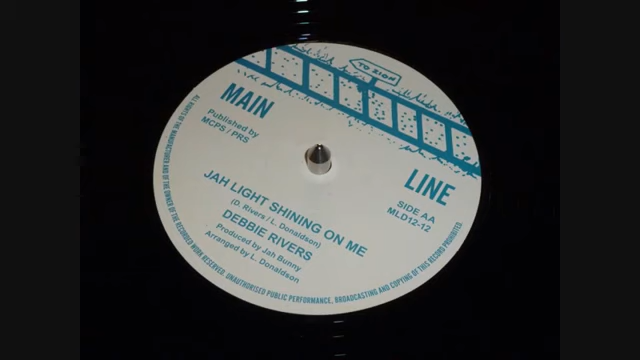 TO ZION
MAIN
LINE
Published by
MCPS / PRS
SIDE AA
MLD12-12
JAH LIGHT SHINING ON ME
(D. Rivers / L. Donaldson)
DEBBIE RIVERS
Produced by Jah Bunny
Arranged by L. Donaldson
ALL RIGHTS OF THE MANUFACTURER AND OF THE OWNER OF THE RECORDED WORK RESERVED. UNAUTHORISED PUBLIC PERFORMANCE, BROADCASTING AND COPYING OF THIS RECORD PROHIBITED